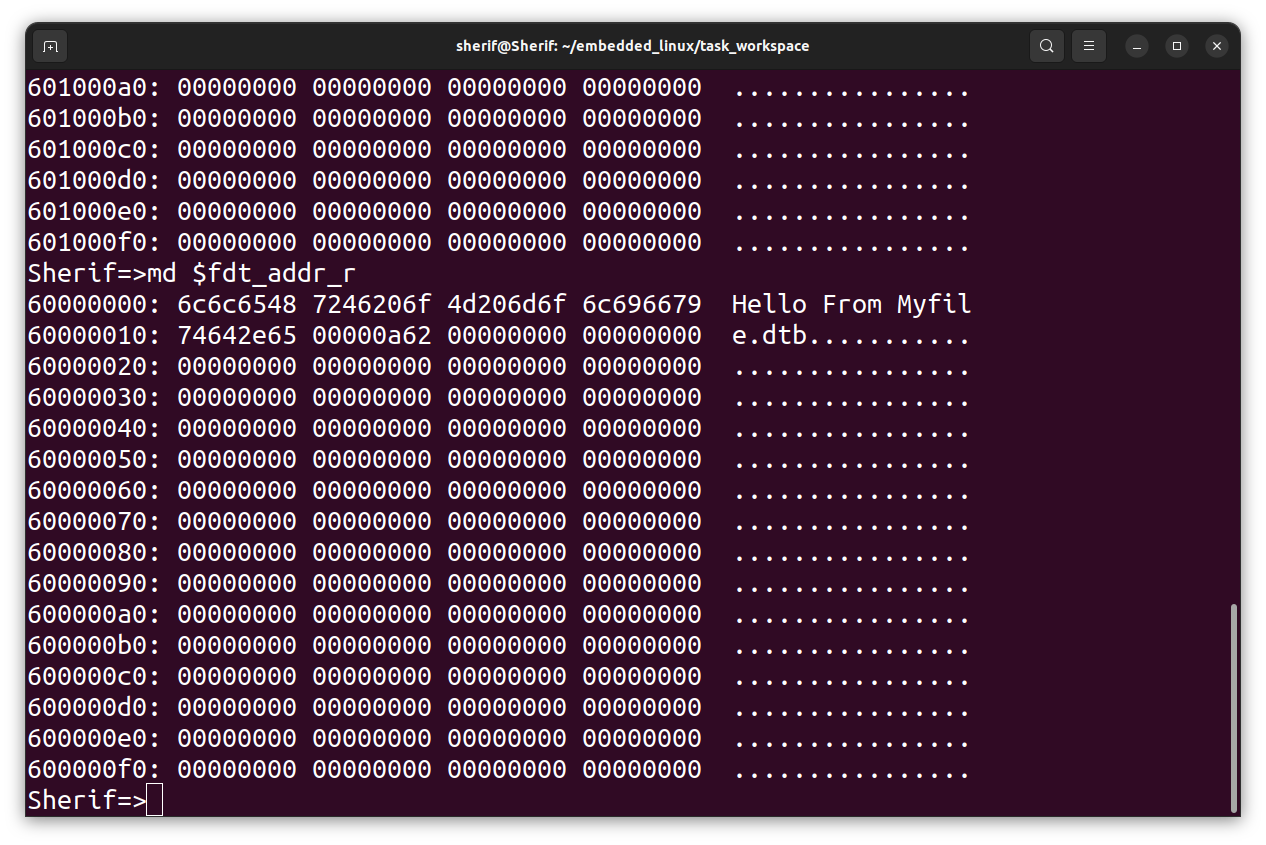 sherif@Sherif: ~/embedded_linux/task_workspace
601000a0: 00000000 00000000 00000000 00000000  ................
601000b0: 00000000 00000000 00000000 00000000  ................
601000c0: 00000000 00000000 00000000 00000000  ................
601000d0: 00000000 00000000 00000000 00000000  ................
601000e0: 00000000 00000000 00000000 00000000  ................
601000f0: 00000000 00000000 00000000 00000000  ................
Sherif=>md $fdt_addr_r
60000000: 6c6c6548 7246206f 4d206d6f 6c696679  Hello From Myfil
60000010: 74642e65 00000a62 00000000 00000000  e.dtb...........
60000020: 00000000 00000000 00000000 00000000  ................
60000030: 00000000 00000000 00000000 00000000  ................
60000040: 00000000 00000000 00000000 00000000  ................
60000050: 00000000 00000000 00000000 00000000  ................
60000060: 00000000 00000000 00000000 00000000  ................
60000070: 00000000 00000000 00000000 00000000  ................
60000080: 00000000 00000000 00000000 00000000  ................
60000090: 00000000 00000000 00000000 00000000  ................
600000a0: 00000000 00000000 00000000 00000000  ................
600000b0: 00000000 00000000 00000000 00000000  ................
600000c0: 00000000 00000000 00000000 00000000  ................
600000d0: 00000000 00000000 00000000 00000000  ................
600000e0: 00000000 00000000 00000000 00000000  ................
600000f0: 00000000 00000000 00000000 00000000  ................
Sherif=>